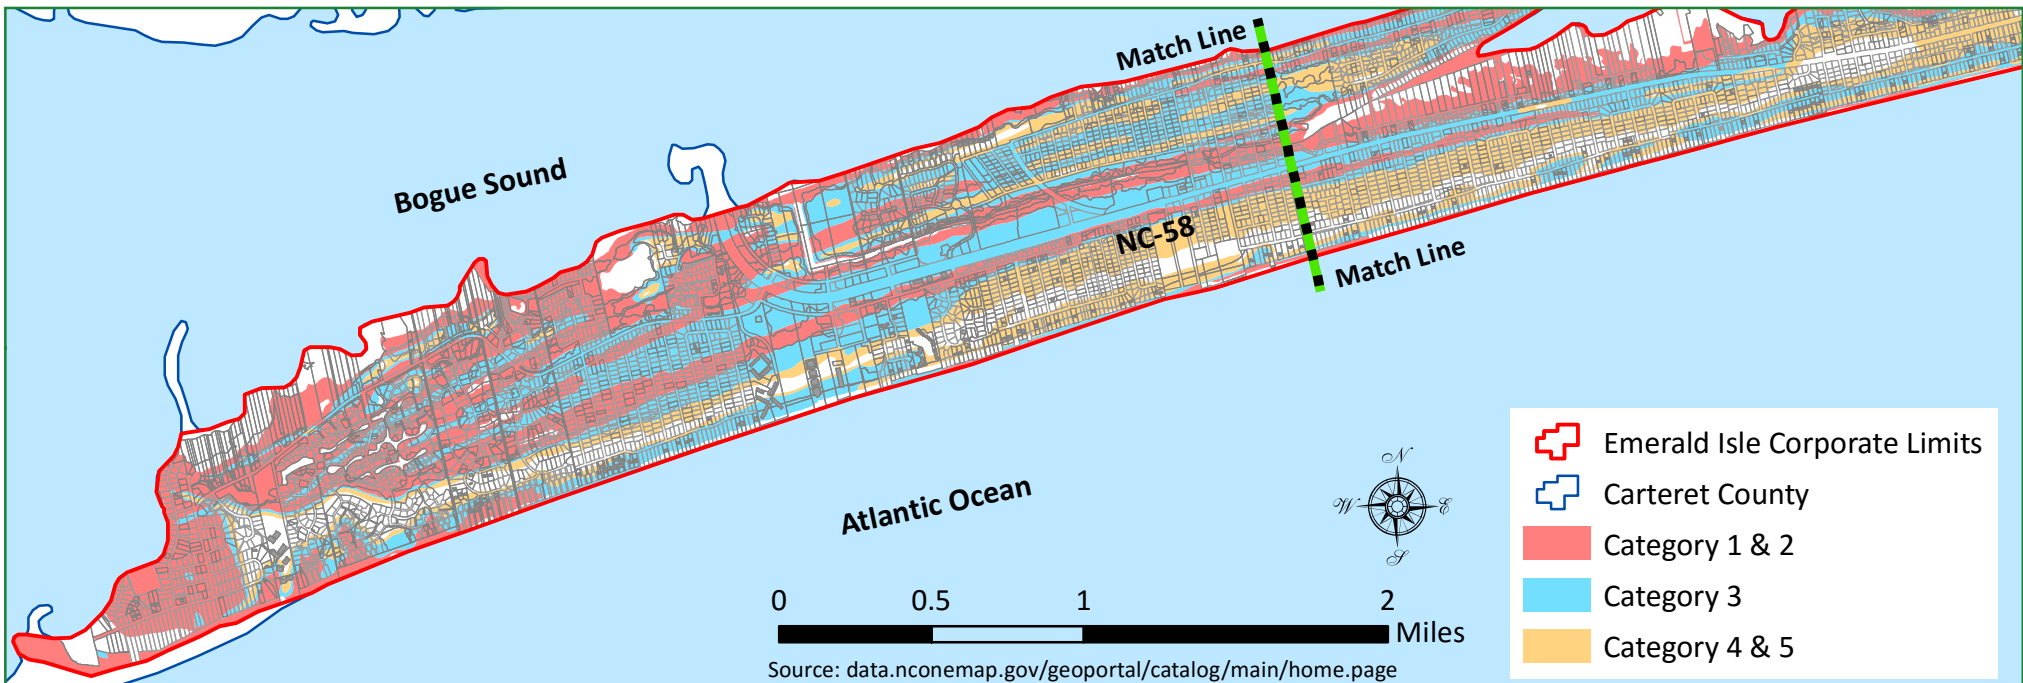 Match Line
Bogue Sound
NC-58
Match Line
Atlantic Ocean
N
W E
S
0 0.5 1 2
Miles
Source: data.nconemap.gov/geoportal/catalog/main/home.page
Emerald Isle Corporate Limits
Carteret County
Category 1 & 2
Category 3
Category 4 & 5